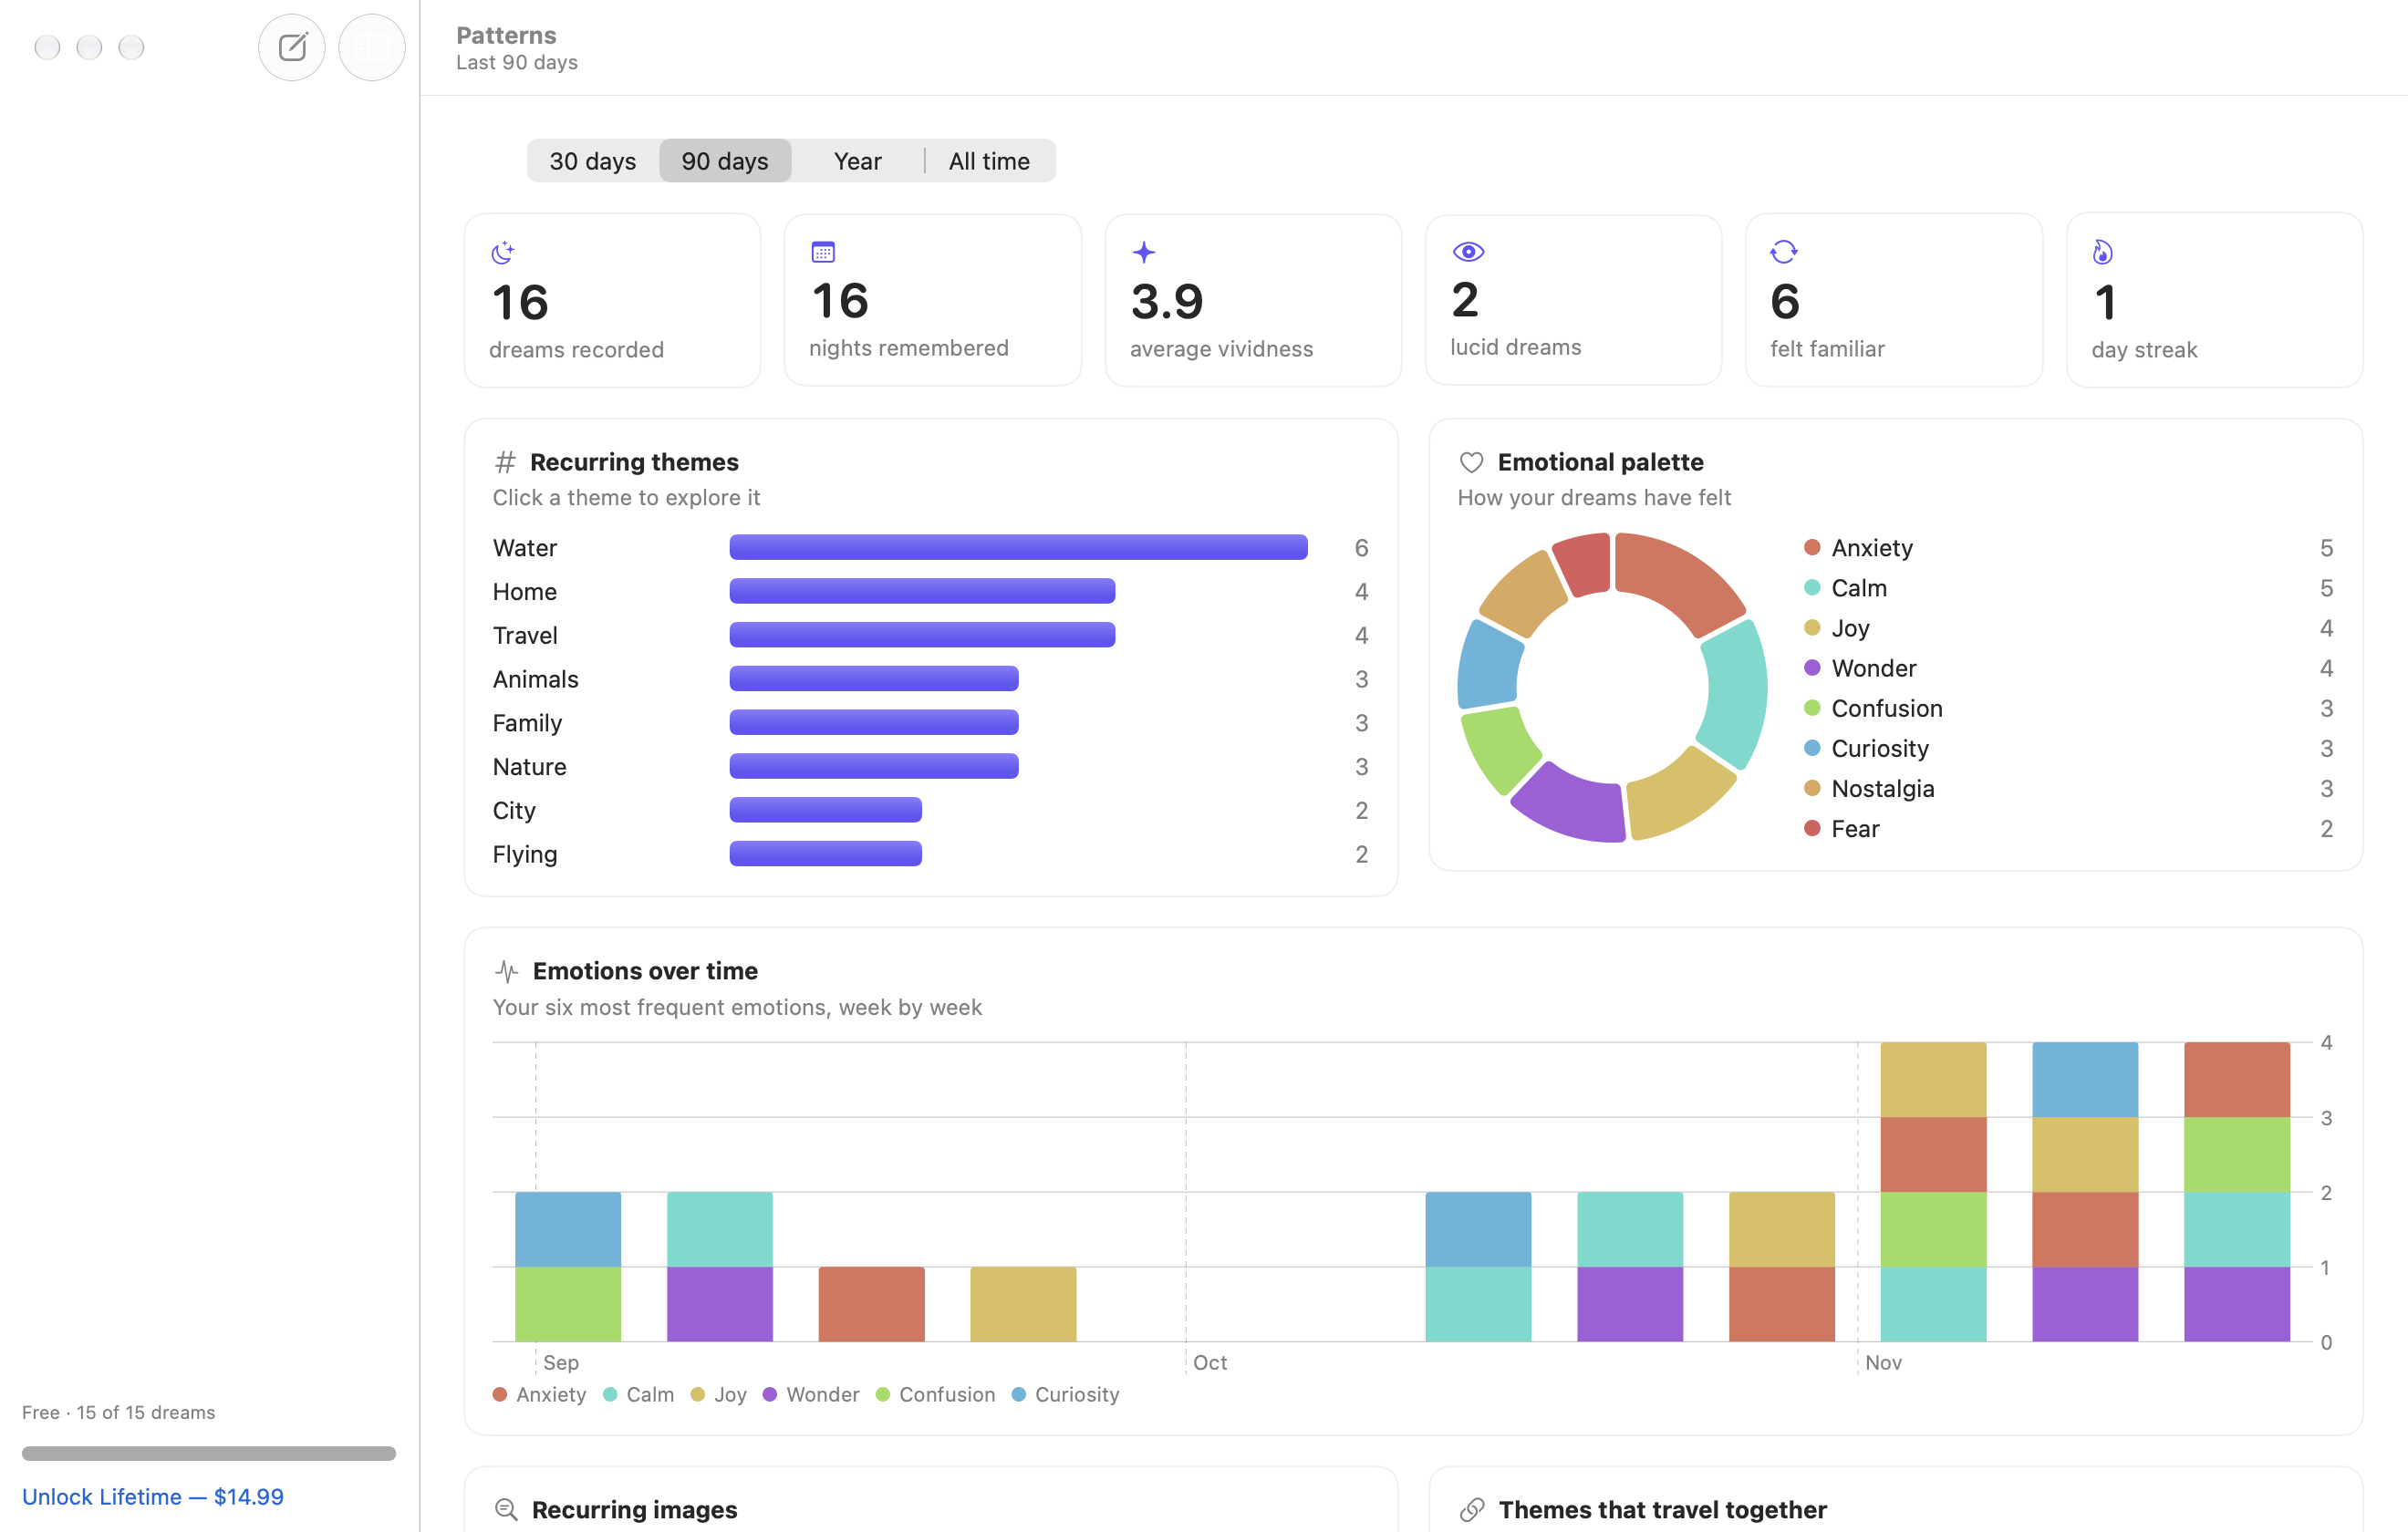 Patterns
Last 90 days
30 days 90 days Year All time
16
dreams recorded
16
nights remembered
3.9
average vividness
2
lucid dreams
6
felt familiar
1
day streak
Recurring themes
Click a theme to explore it
Water 6
Home 4
Travel 4
Animals 3
Family 3
Nature 3
City 2
Flying 2
Emotional palette
How your dreams have felt
Anxiety 5
Calm 5
Joy 4
Wonder 4
Confusion 3
Curiosity 3
Nostalgia 3
Fear 2
Emotions over time
Your six most frequent emotions, week by week
4
3
2
1
0
Sep Oct Nov
Anxiety Calm Joy Wonder Confusion Curiosity
Recurring images
Themes that travel together
Free · 15 of 15 dreams
Unlock Lifetime — $14.99